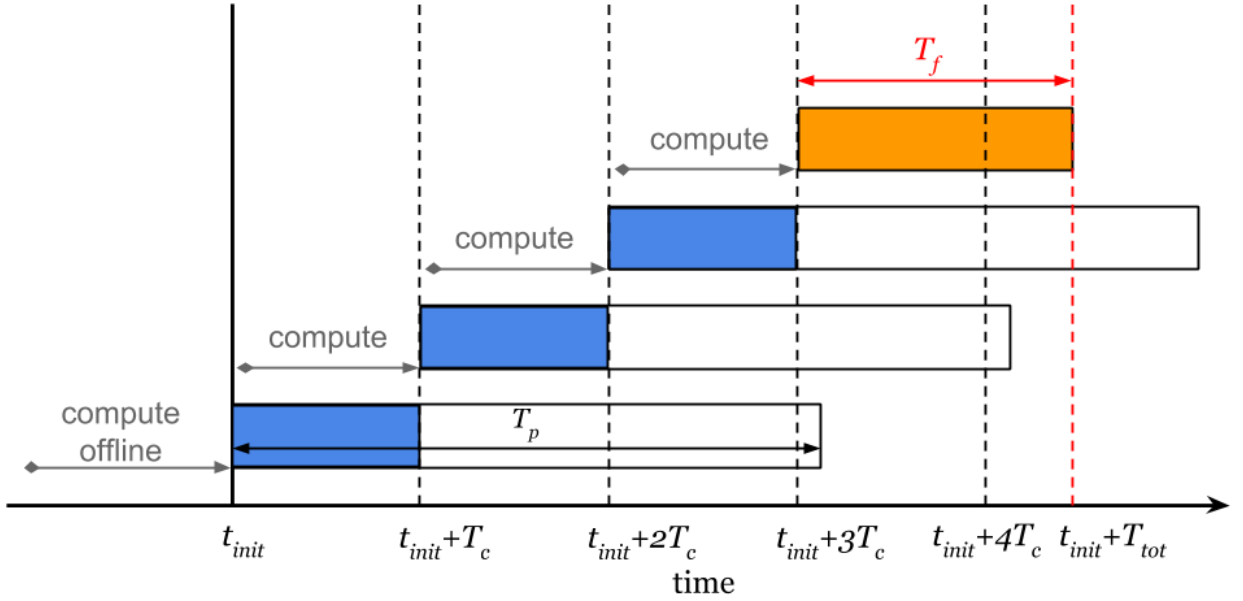 T_f
compute
compute
compute
compute
offline
T_p
t_init
t_init+T_c
t_init+2T_c
t_init+3T_c
t_init+4T_c
t_init+T_tot
time